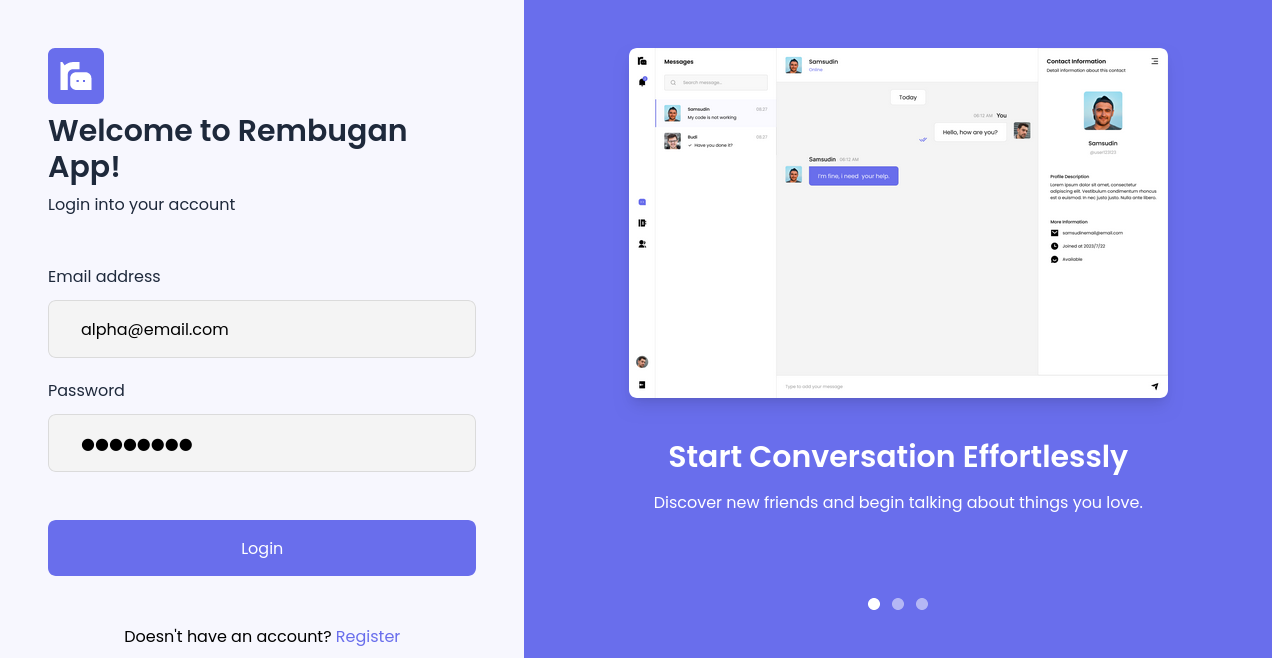 Welcome to Rembugan
App!
Login into your account
Email address
alpha@email.com
Password
●●●●●●●●
Login
Doesn't have an account? Register
Messages
Search message...
Samsudin 08.27
My code is not working
Budi 08.27
Have you done it?
Samsudin
Online
Today
06:12 AM You
Hello, how are you?
Samsudin 06:12 AM
I'm fine, i need your help.
Type to add your message
Contact Information
Detail information about this contact
Samsudin
@user121323
Profile Description
Lorem ipsum dolor sit amet, consectetur
adipiscing elit. Vestibulum condimentum rhoncus
est a euismod. In nec justo justo. Nulla ante libero.
More Information
samsudinemail@email.com
Joined at 2023/7/22
Available
Start Conversation Effortlessly
Discover new friends and begin talking about things you love.